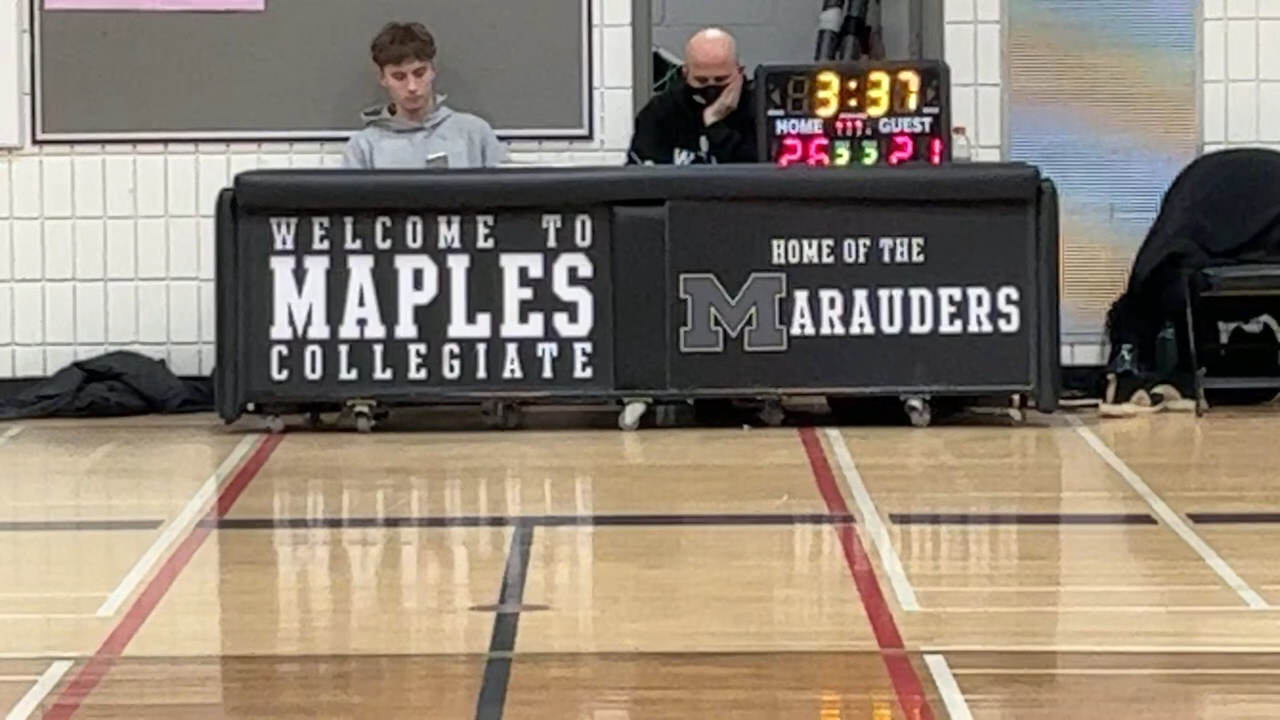 3:37
HOME GUEST
26 21
WELCOME TO
MAPLES
COLLEGIATE
HOME OF THE
MARAUDERS